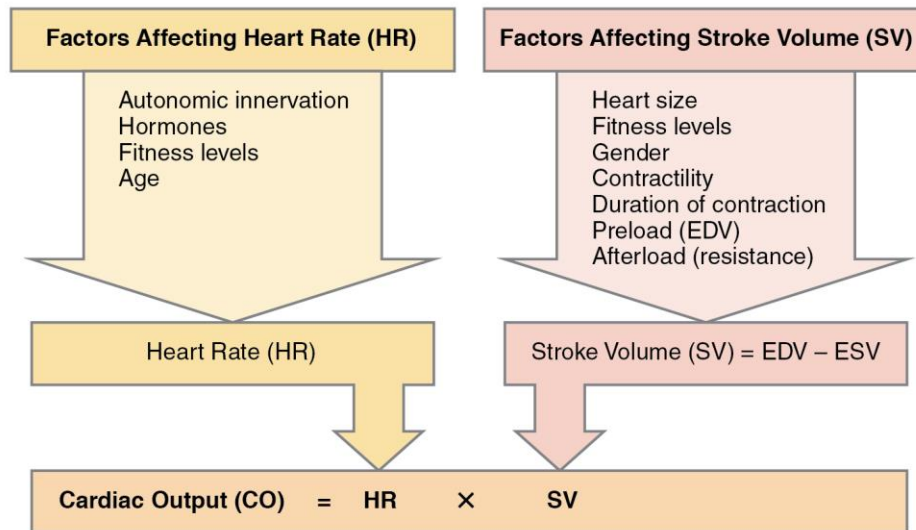 Factors Affecting Heart Rate (HR)
Autonomic innervation
Hormones
Fitness levels
Age
Heart Rate (HR)
Factors Affecting Stroke Volume (SV)
Heart size
Fitness levels
Gender
Contractility
Duration of contraction
Preload (EDV)
Afterload (resistance)
Stroke Volume (SV) = EDV – ESV
Cardiac Output (CO) = HR × SV